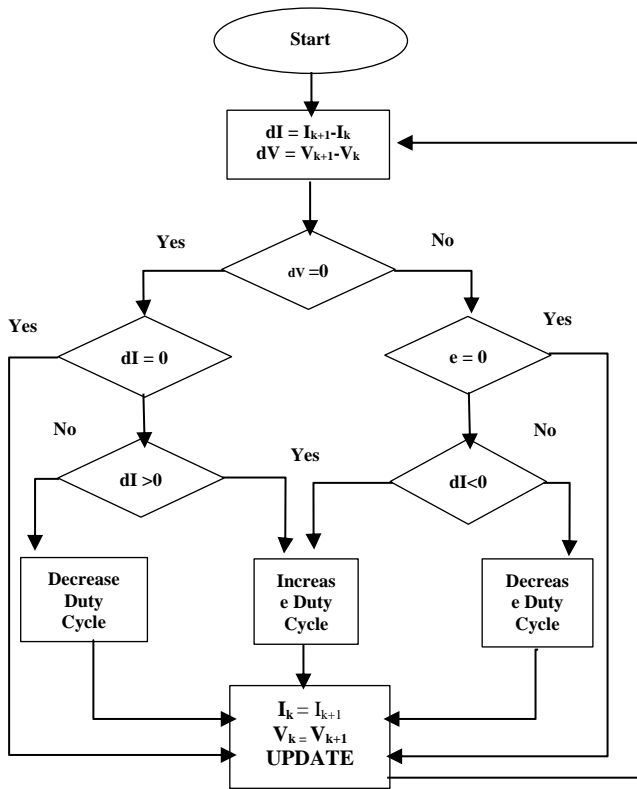 Start
dI = Iₖ₊₁-Iₖ
dV = Vₖ₊₁-Vₖ
Yes
No
dV =0
Yes
Yes
dI = 0
e = 0
No
No
Yes
dI >0
dI<0
Decrease
Duty
Cycle
Increas
e Duty
Cycle
Decreas
e Duty
Cycle
Iₖ = Iₖ₊₁
Vₖ = Vₖ₊₁
UPDATE